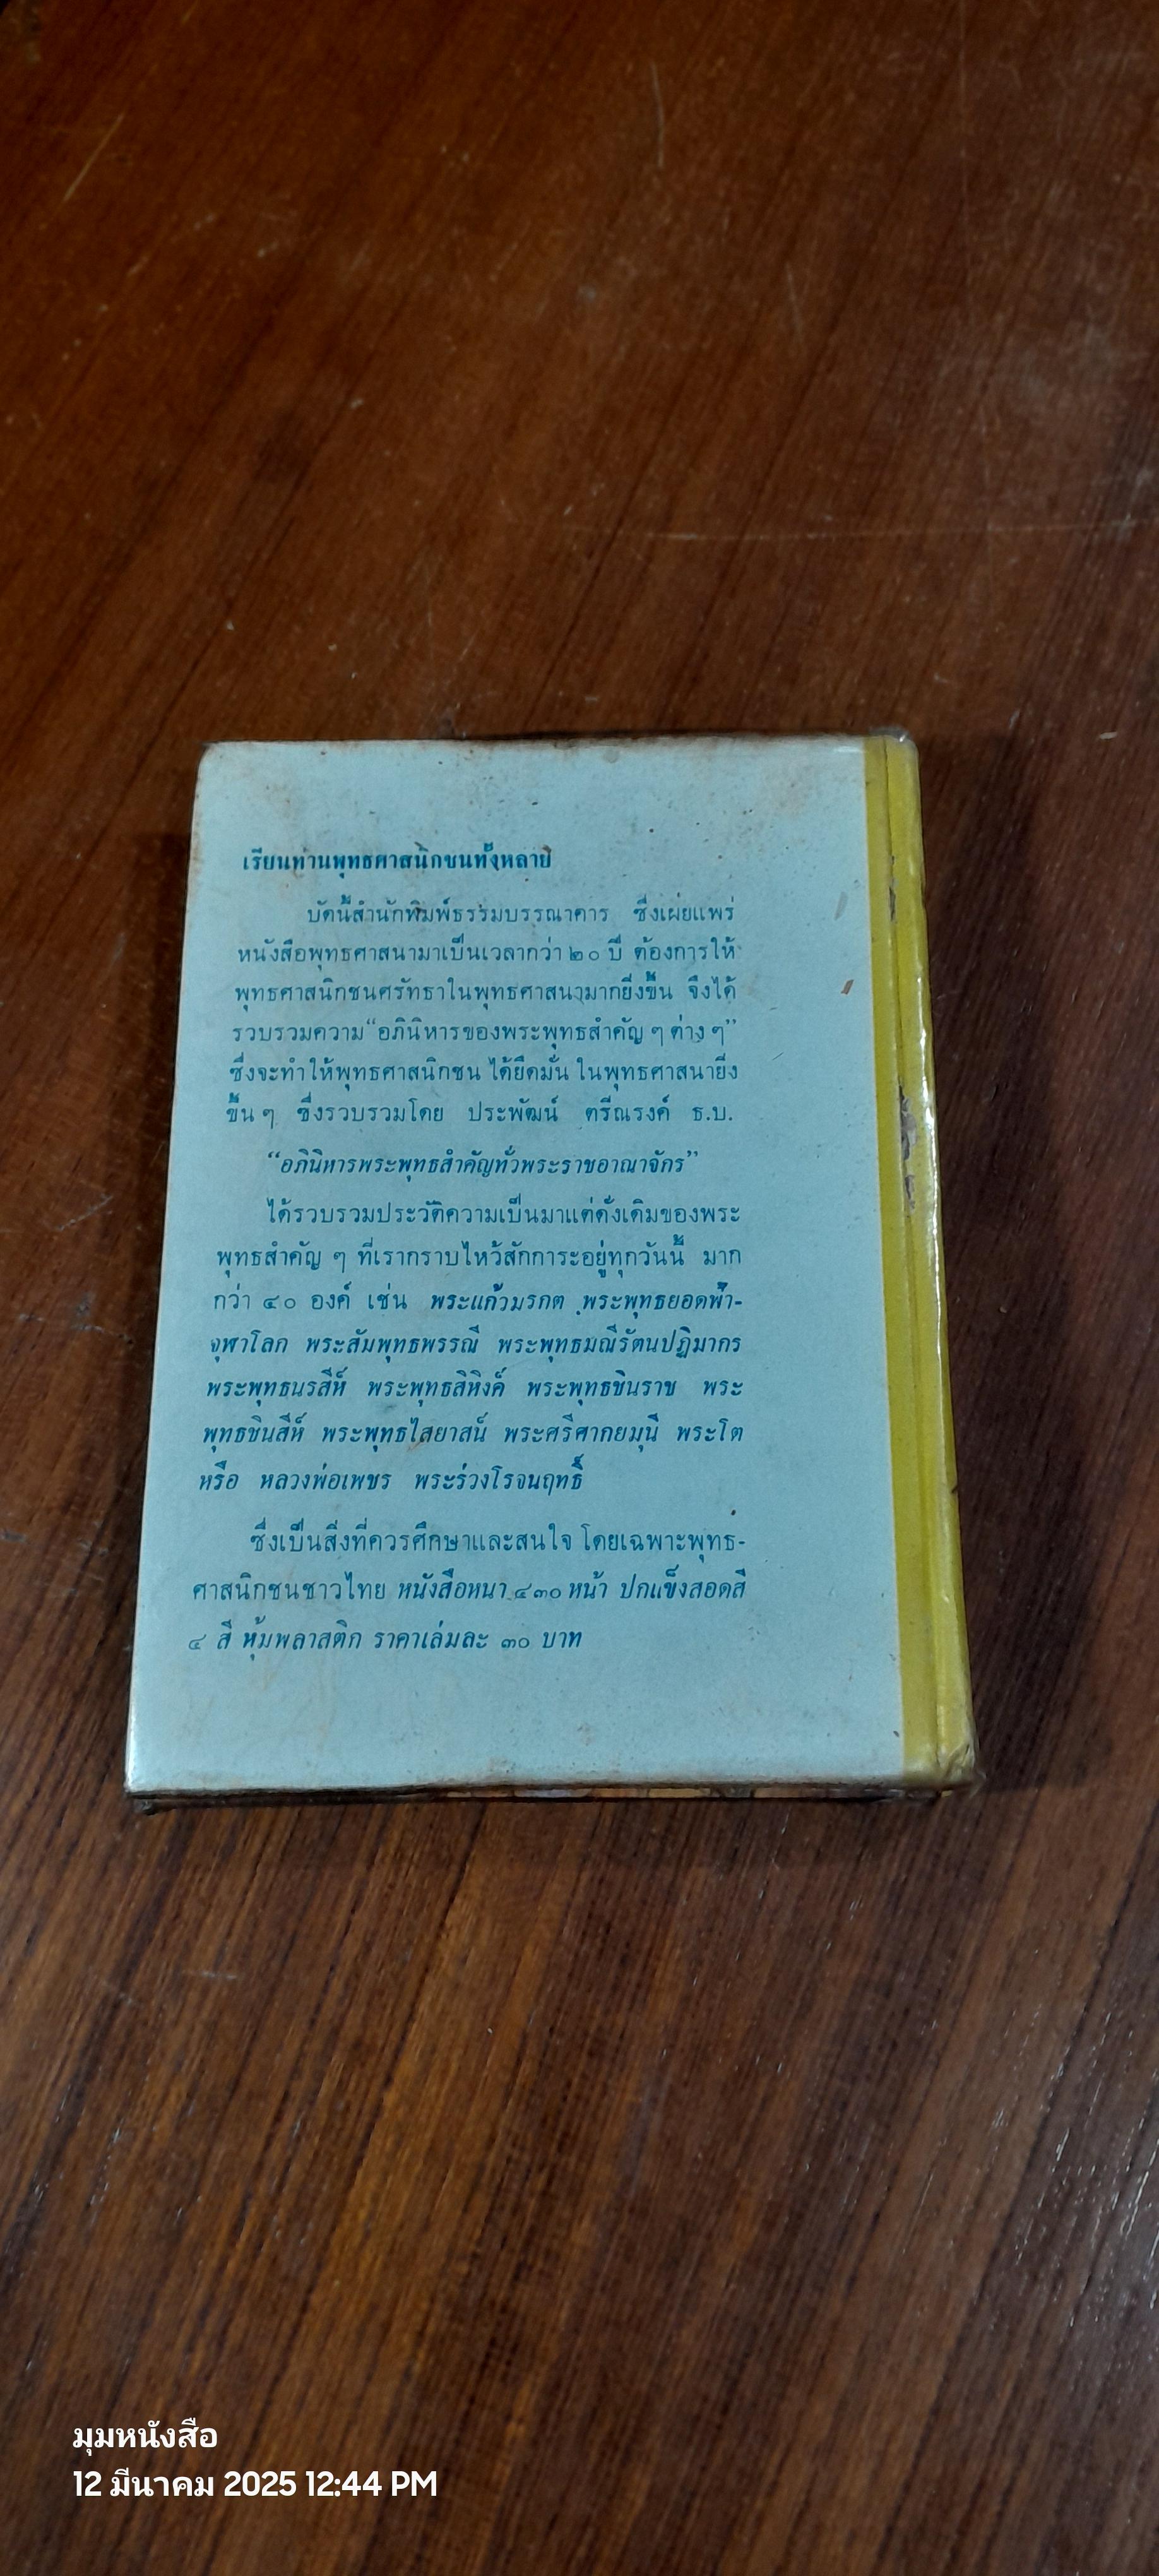 เรียนท่านพุทธศาสนิกชนทั้งหลาย
บัดนี้สำนักพิมพ์ธรรมบรรณาคาร ซึ่งเผยแพร่
หนังสือพุทธศาสนามาเป็นเวลากว่า ๒๐ ปี ต้องการให้
พุทธศาสนิกชนศรัทธาในพุทธศาสนามากยิ่งขึ้น จึงได้
รวบรวมความ “อภินิหารของพระพุทธสำคัญ ๆ ต่าง ๆ”
ซึ่งจะทำให้พุทธศาสนิกชน ได้ยึดมั่น ในพุทธศาสนายิ่ง
ขึ้น ๆ ซึ่งรวบรวมโดย ประพัฒน์ ตรีณรงค์ ธ.บ.
“อภินิหารพระพุทธสำคัญทั่วพระราชอาณาจักร”
ได้รวบรวมประวัติความเป็นมาแต่ดั้งเดิมของพระ
พุทธสำคัญ ๆ ที่เรากราบไหว้สักการะอยู่ทุกวันนี้ มาก
กว่า ๔๐ องค์ เช่น พระแก้วมรกต พระพุทธยอดฟ้า-
จุฬาโลก พระสัมพุทธพรรณี พระพุทธมณีรัตนปฏิมากร
พระพุทธนรสีห์ พระพุทธสิหิงค์ พระพุทธชินราช พระ
พุทธชินสีห์ พระพุทธไสยาสน์ พระศรีศากยมุนี พระโต
หรือ หลวงพ่อเพชร พระร่วงโรจนฤทธิ์
ซึ่งเป็นสิ่งที่ควรศึกษาและสนใจ โดยเฉพาะพุทธ-
ศาสนิกชนชาวไทย หนังสือหนา ๔๓๐ หน้า ปกแข็งสอดสี
๔ สี หุ้มพลาสติก ราคาเล่มละ ๓๐ บาท
มุมหนังสือ
12 มีนาคม 2025 12:44 PM